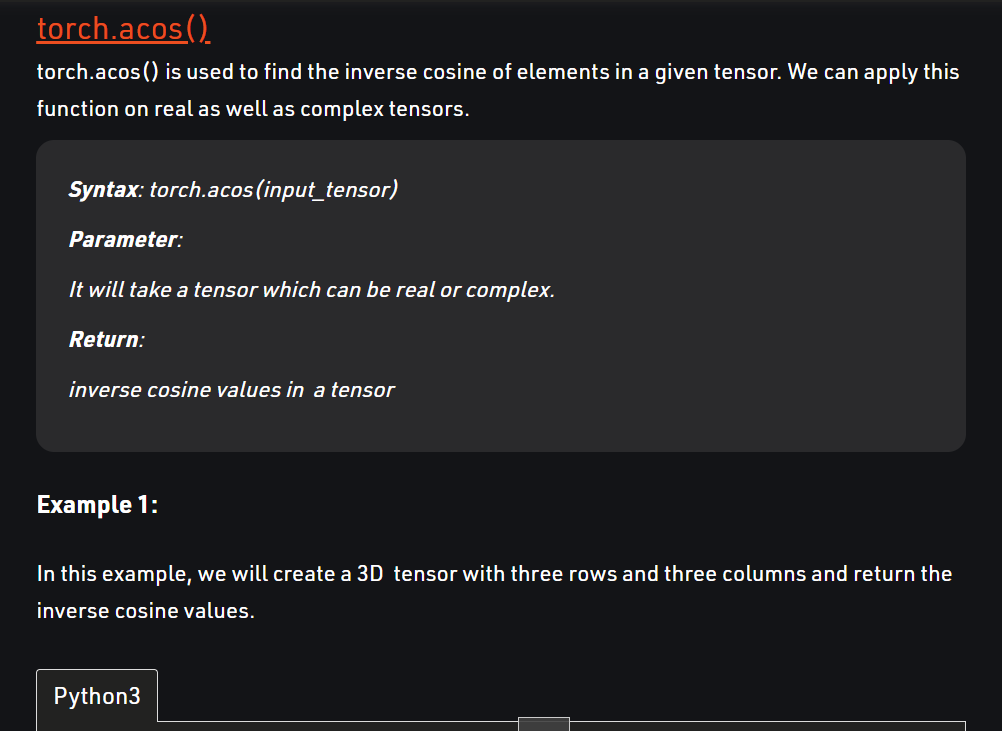 torch.acos()
torch.acos() is used to find the inverse cosine of elements in a given tensor. We can apply this
function on real as well as complex tensors.
Syntax: torch.acos(input_tensor)
Parameter:
It will take a tensor which can be real or complex.
Return:
inverse cosine values in  a tensor
Example 1:
In this example, we will create a 3D  tensor with three rows and three columns and return the
inverse cosine values.
Python3